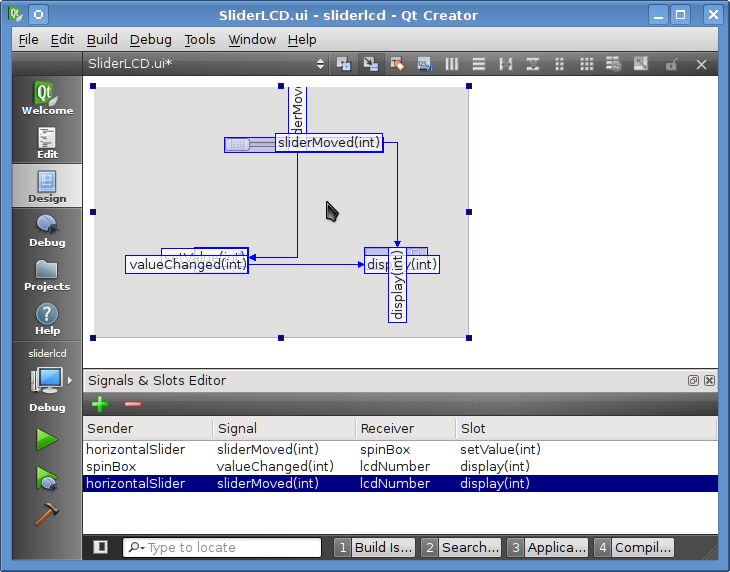 SliderLCD.ui - sliderlcd - Qt Creator
File Edit Build Debug Tools Window Help
SliderLCD.ui*
Qt
Welcome
Edit
Design
Debug
Projects
Help
sliderlcd
Debug
sliderMoved(int)
valueChanged(int)
display(int)
display(int)
Signals & Slots Editor
Sender Signal Receiver Slot
horizontalSlider sliderMoved(int) spinBox setValue(int)
spinBox valueChanged(int) lcdNumber display(int)
horizontalSlider sliderMoved(int) lcdNumber display(int)
Type to locate 1 Build Is... 2 Search... 3 Applica... 4 Compil...